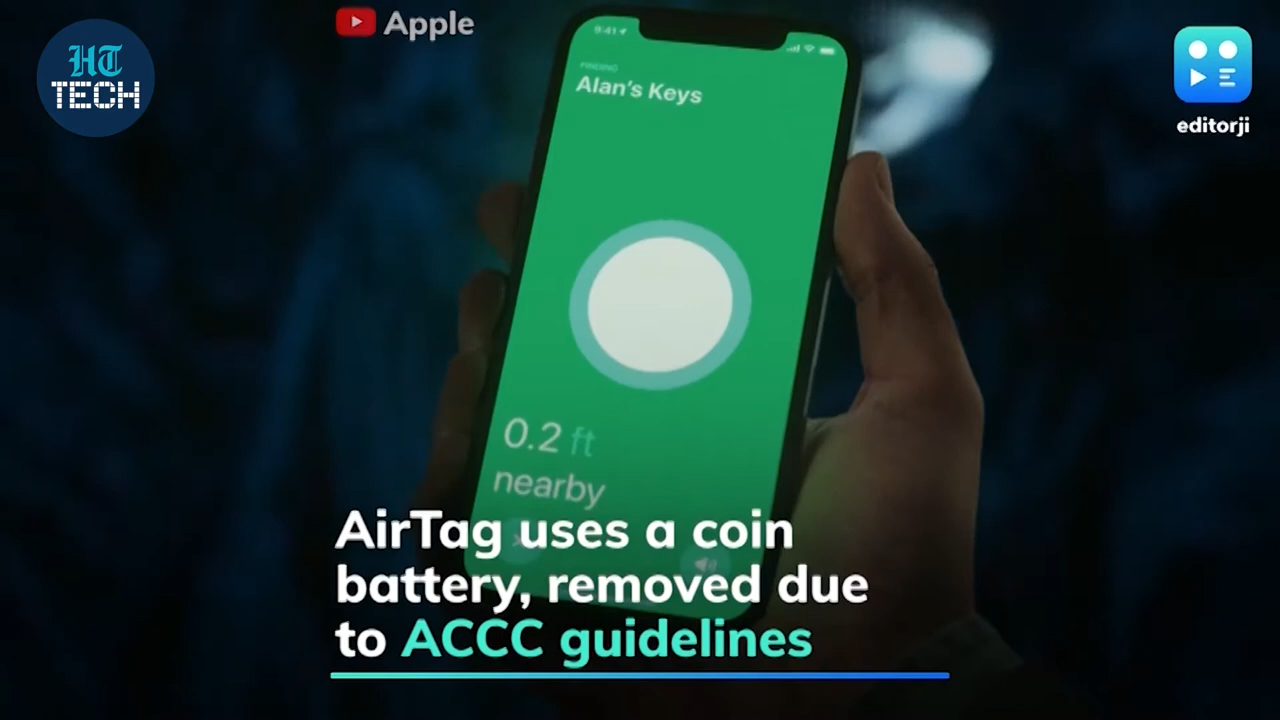 HT
TECH
Apple
editorji
9:41
FINDING
Alan's Keys
0.2 ft
nearby
AirTag uses a coin
battery, removed due
to ACCC guidelines